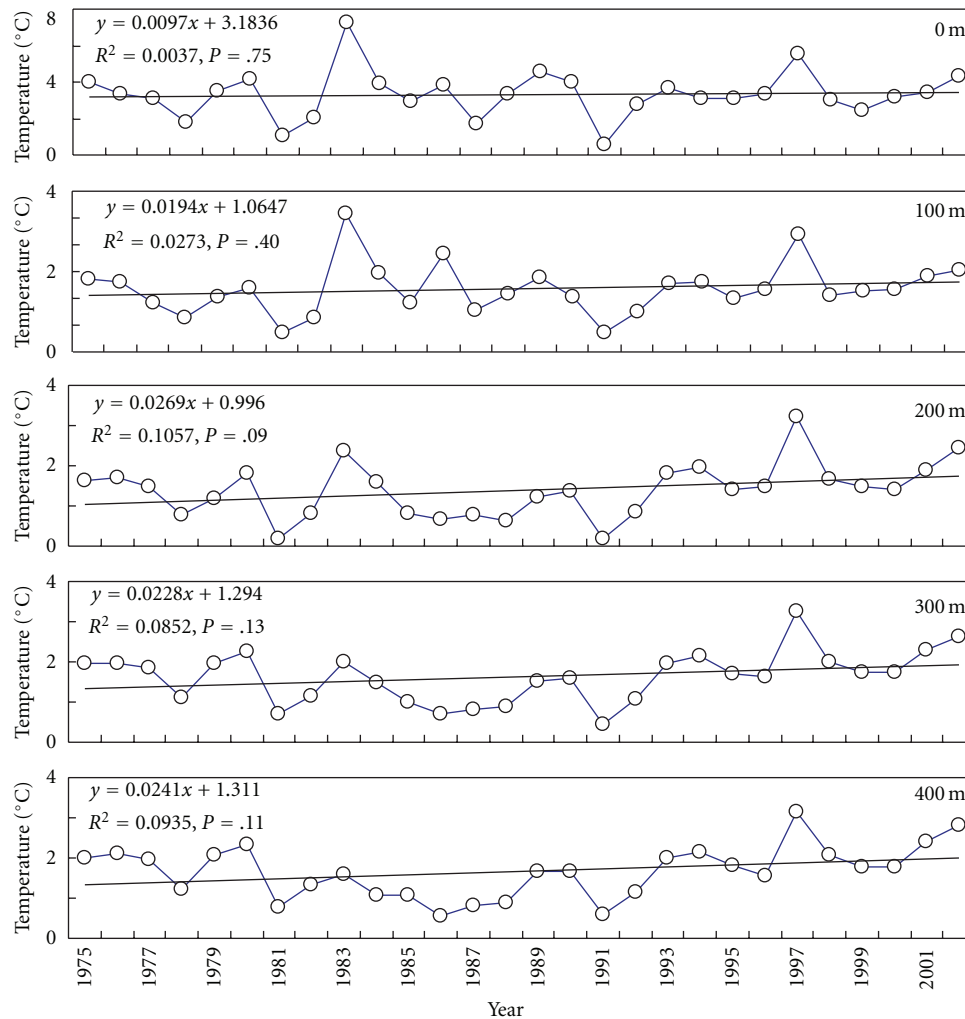 y = 0.0097x + 3.1836
R² = 0.0037, P = .75
0 m
Temperature (°C)
8
4
0
y = 0.0194x + 1.0647
R² = 0.0273, P = .40
100 m
Temperature (°C)
4
2
0
y = 0.0269x + 0.996
R² = 0.1057, P = .09
200 m
Temperature (°C)
4
2
0
y = 0.0228x + 1.294
R² = 0.0852, P = .13
300 m
Temperature (°C)
4
2
0
y = 0.0241x + 1.311
R² = 0.0935, P = .11
400 m
Temperature (°C)
4
2
0
1975 1977 1979 1981 1983 1985 1987 1989 1991 1993 1995 1997 1999 2001
Year